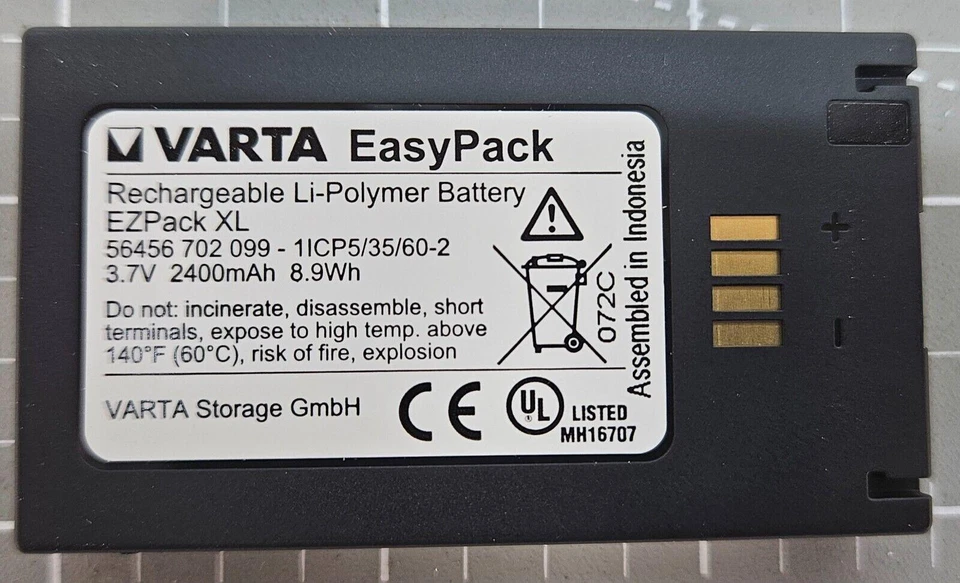 VARTA EasyPack
Rechargeable Li-Polymer Battery
EZPack XL
56456 702 099 - 1ICP5/35/60-2
3.7V 2400mAh 8.9Wh
Do not: incinerate, disassemble, short
terminals, expose to high temp. above
140°F (60°C), risk of fire, explosion
VARTA Storage GmbH
CE
UL
LISTED
MH16707
072C
Assembled in Indonesia
+
-